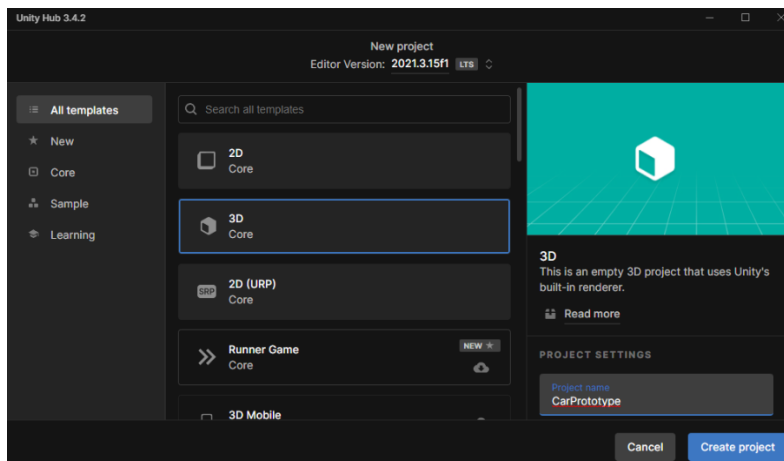 Unity Hub 3.4.2
New project
Editor Version: 2021.3.15f1 LTS
All templates
New
Core
Sample
Learning
Search all templates
2D
Core
3D
Core
SRP
2D (URP)
Core
Runner Game
Core
NEW
3D Mobile
3D
This is an empty 3D project that uses Unity's
built-in renderer.
Read more
PROJECT SETTINGS
Project name
CarPrototype
Cancel
Create project